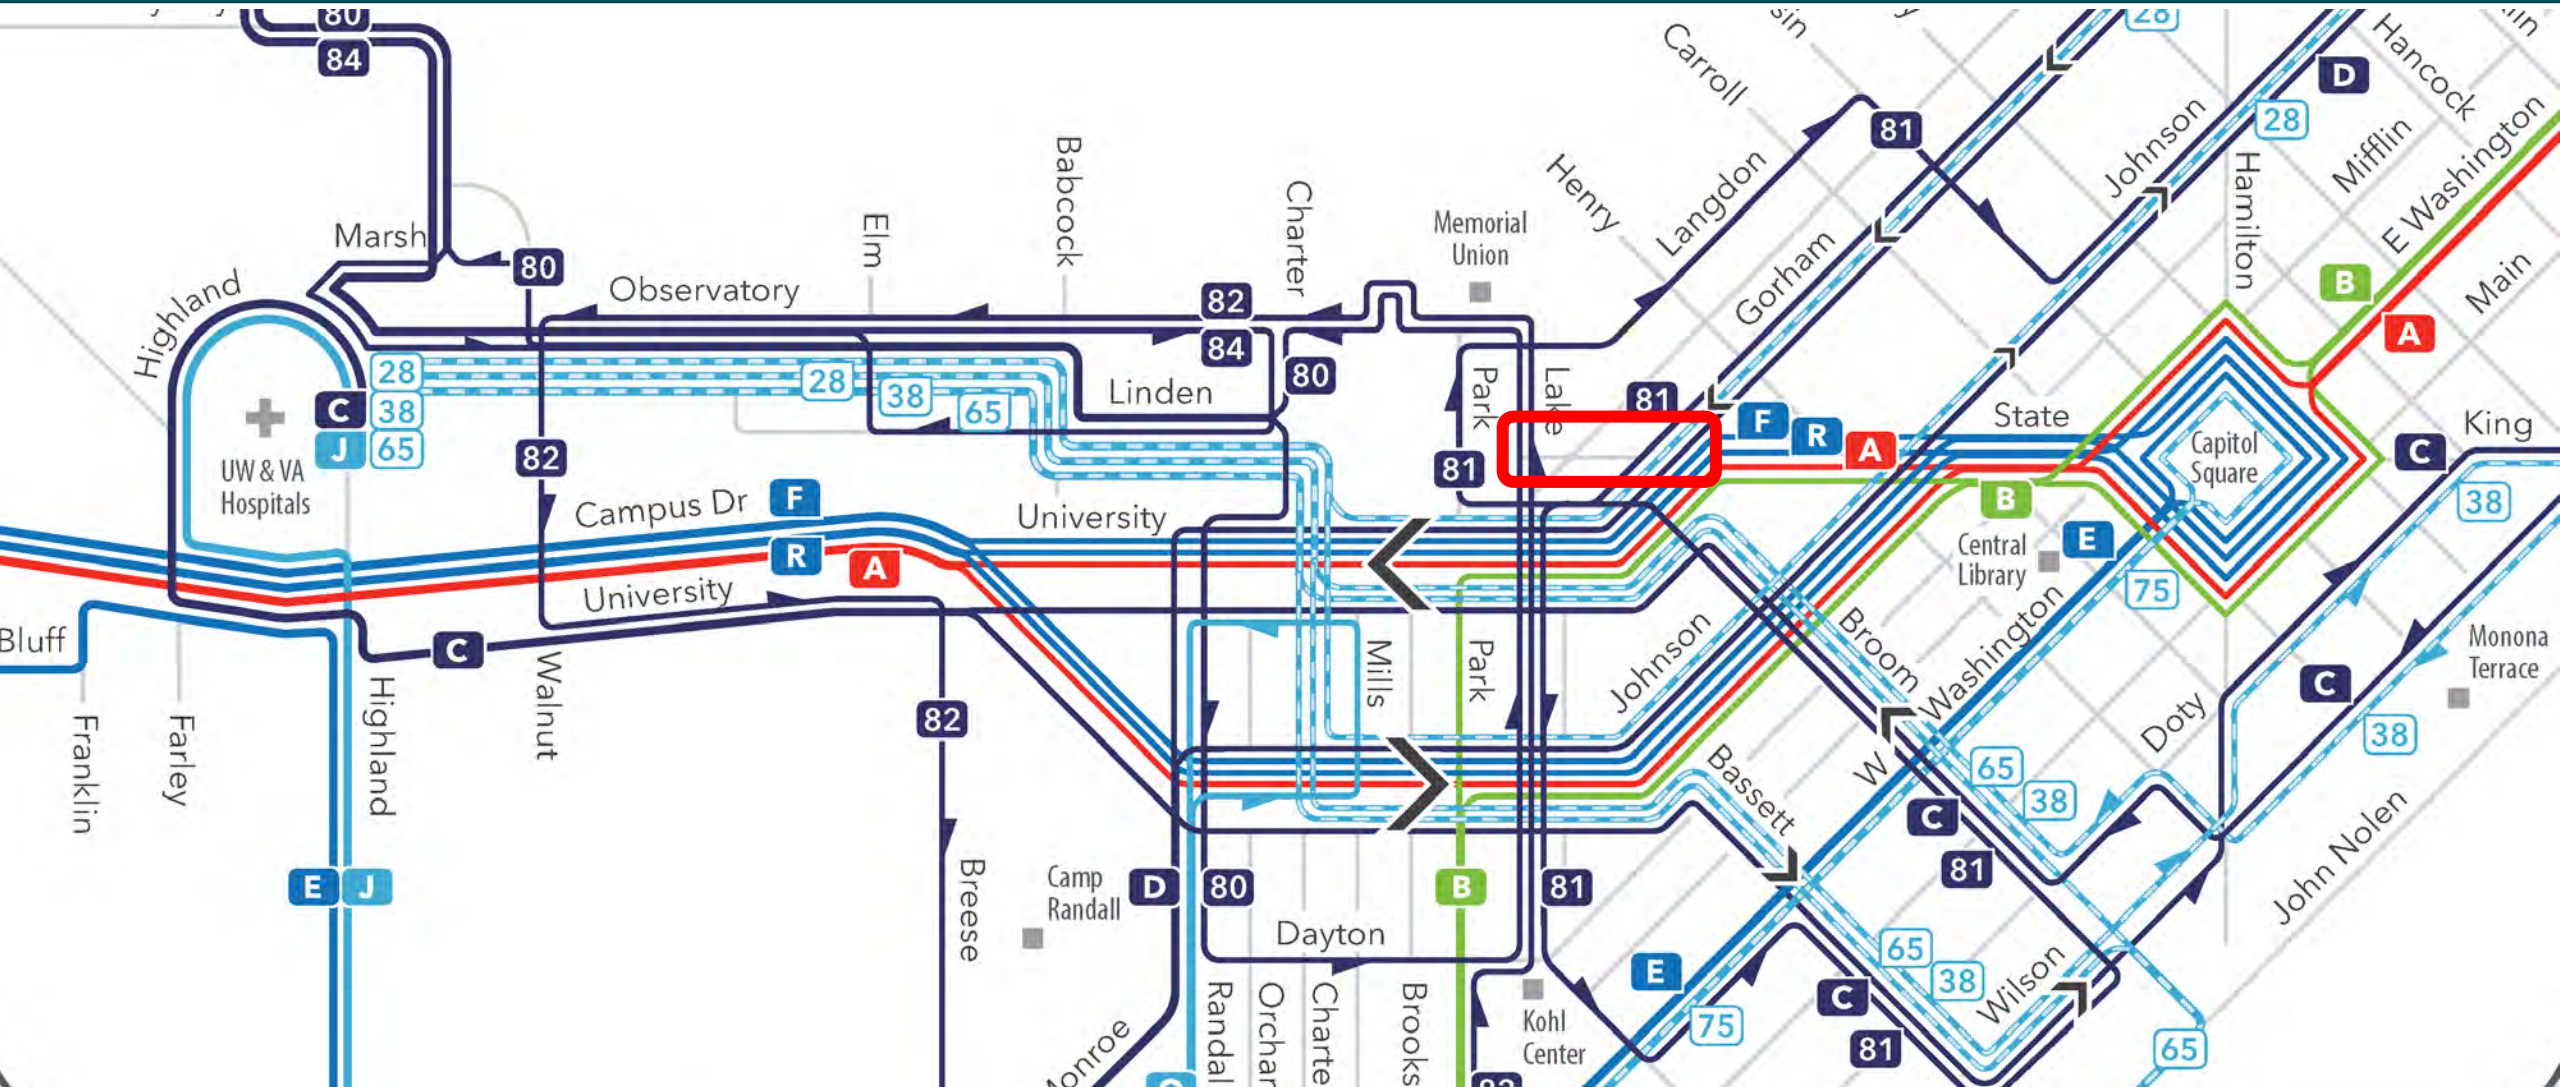 80
84
28
D
28
Hancock
Carroll
81
Johnson
Mifflin
E Washington
Henry
Langdon
Hamilton
Main
Babcock
Charter
Elm
Memorial
Union
Marsh
80
Highland
Observatory
82
Gorham
B
A
84
80
28
C
38
J
65
28
38
65
Linden
Park
Lake
81
F
R
A
State
King
C
38
Capitol
Square
UW & VA
Hospitals
82
81
Campus Dr
F
R
A
University
B
Central
Library
E
75
University
Bluff
C
Johnson
Broom
Washington
Monona
Terrace
Walnut
Highland
Farley
Franklin
82
Mills
Park
Bassett
W
Doty
C
38
65
38
C
81
John Nolen
E
J
Breese
Camp
Randall
D
80
B
81
Dayton
65
38
Wilson
E
75
C
81
65
Kohl
Center
Monroe
Randal
Orchar
Charte
Brooks